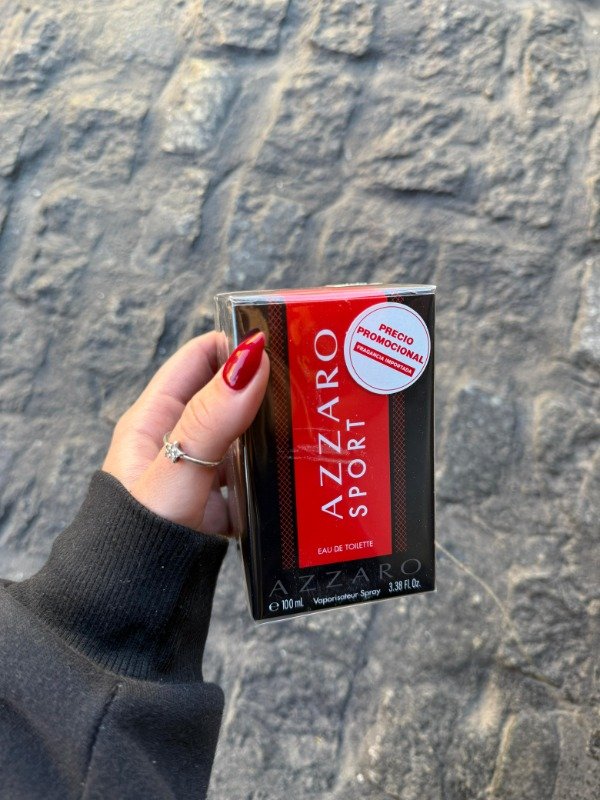 PRECIO
PROMOCIONAL
FRAGANCIA IMPORTADA
AZZARO
SPORT
EAU DE TOILETTE
AZZARO
e 100 mL Vaporisateur Spray 3.38 FL Oz.